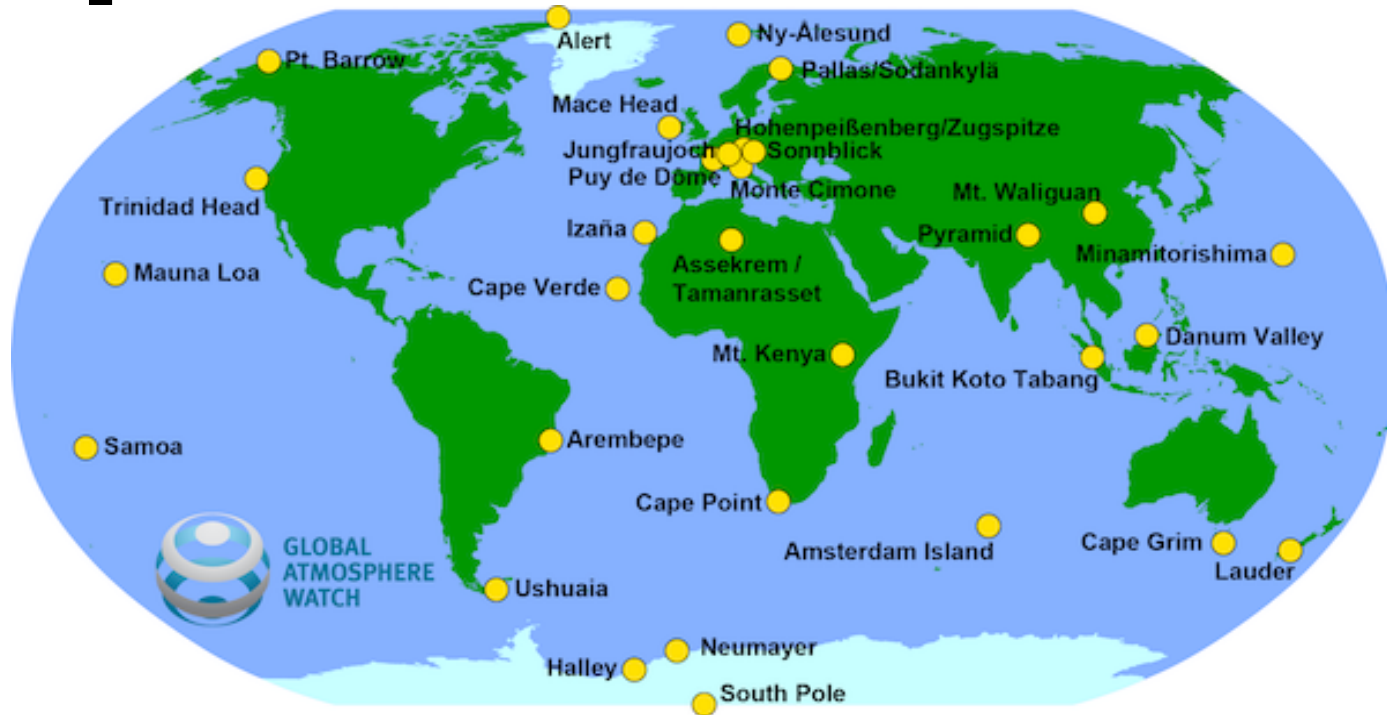 Alert
Ny-Ålesund
Pt. Barrow
Pallas/Sodankylä
Mace Head
Hohenpeißenberg/Zugspitze
Jungfraujoch
Sonnblick
Puy de Dôme
Monte Cimone
Trinidad Head
Mt. Waliguan
Izaña
Pyramid
Minamitorishima
Assekrem /
Tamanrasset
Mauna Loa
Cape Verde
Danum Valley
Mt. Kenya
Bukit Koto Tabang
Samoa
Arembepe
Cape Point
Amsterdam Island
Cape Grim
Lauder
GLOBAL
ATMOSPHERE
WATCH
Ushuaia
Neumayer
Halley
South Pole